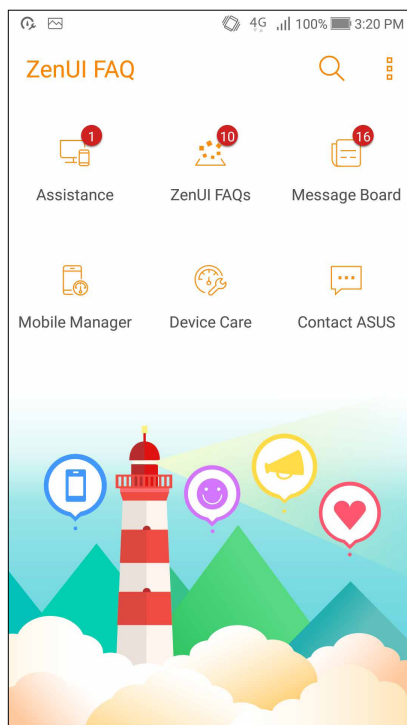 4G 100% 3:20 PM
ZenUI FAQ
1 10 16
Assistance ZenUI FAQs Message Board
Mobile Manager Device Care Contact ASUS